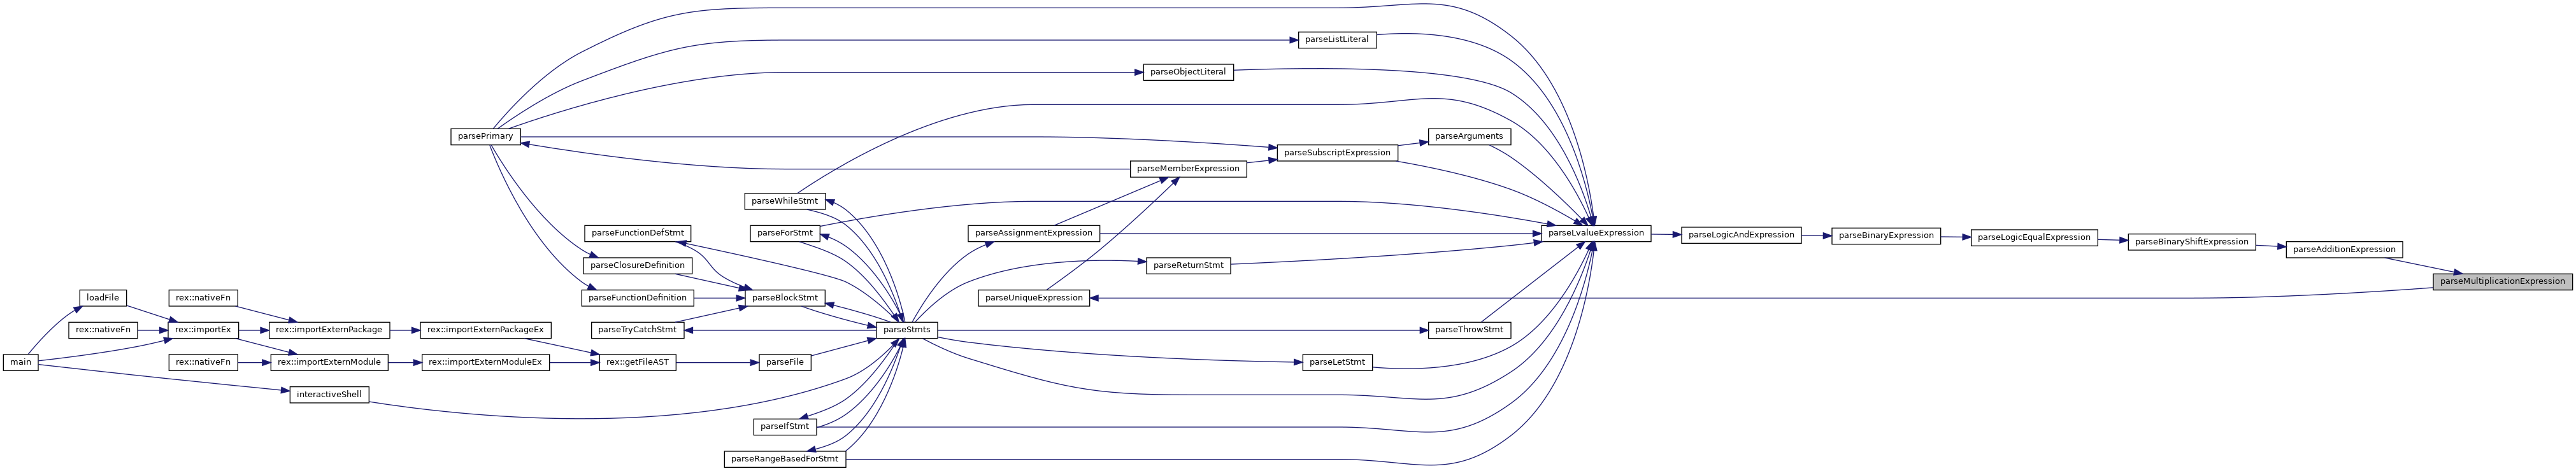 parseListLiteral
parseObjectLiteral
parsePrimary
parseArguments
parseSubscriptExpression
parseMemberExpression
parseWhileStmt
parseFunctionDefStmt
parseForStmt
parseAssignmentExpression
parseLvalueExpression
parseLogicAndExpression
parseBinaryExpression
parseLogicEqualExpression
parseBinaryShiftExpression
parseAdditionExpression
parseClosureDefinition
parseReturnStmt
parseMultiplicationExpression
loadFile
rex::nativeFn
parseFunctionDefinition
parseBlockStmt
parseUniqueExpression
rex::nativeFn
rex::importEx
rex::importExternPackage
rex::importExternPackageEx
parseTryCatchStmt
parseStmts
parseThrowStmt
main
rex::nativeFn
rex::importExternModule
rex::importExternModuleEx
rex::getFileAST
parseFile
parseLetStmt
interactiveShell
parseIfStmt
parseRangeBasedForStmt